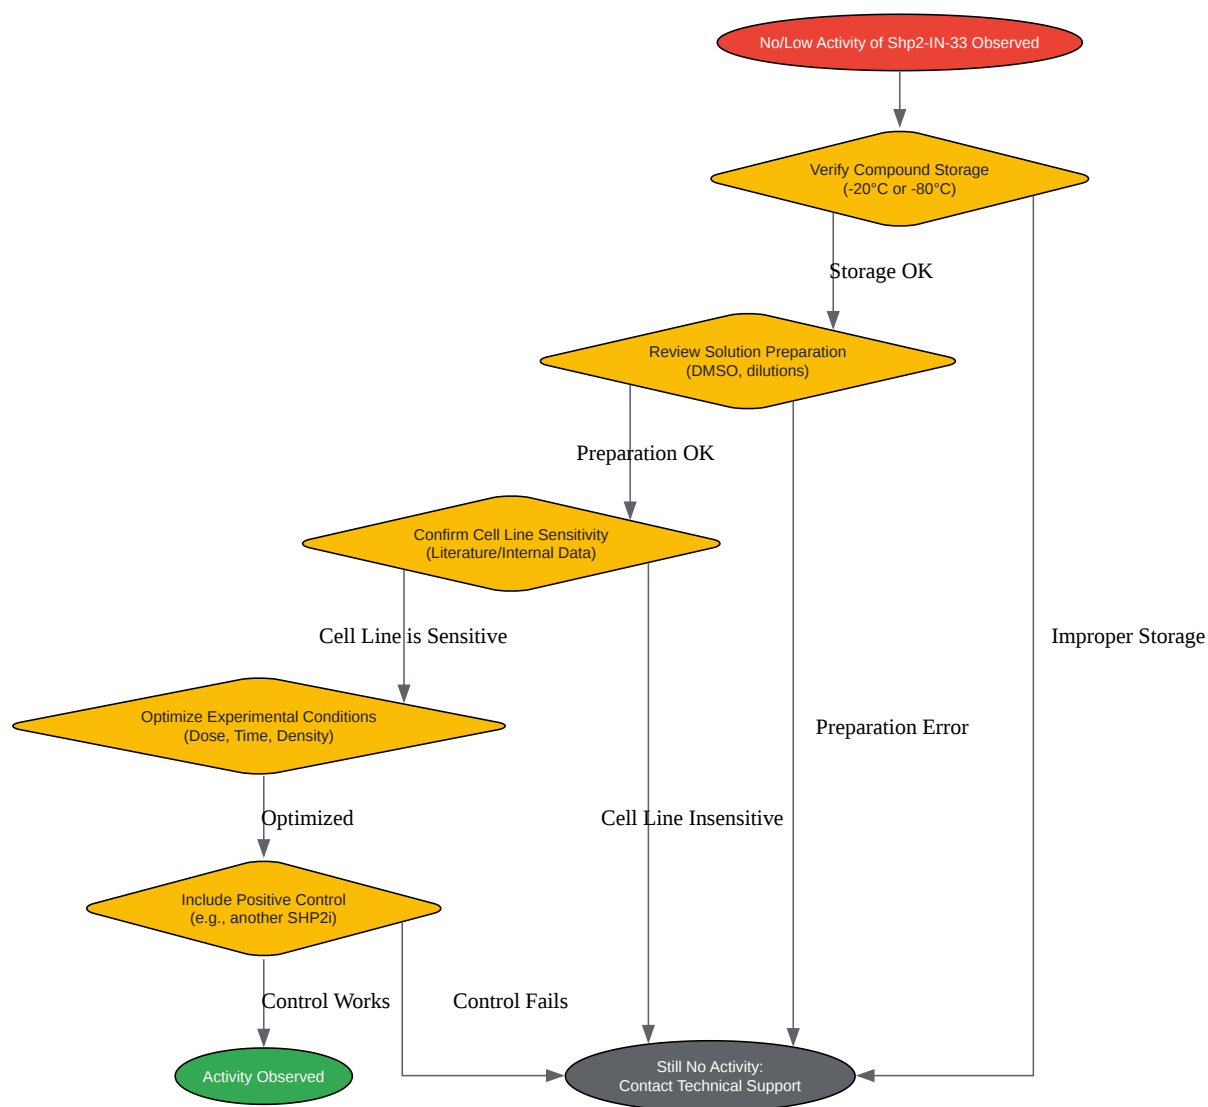 No/Low Activity of Shp2-IN-33 Observed
Verify Compound Storage
(-20°C or -80°C)
Storage OK
Review Solution Preparation
(DMSO, dilutions)
Preparation OK
Confirm Cell Line Sensitivity
(Literature/Internal Data)
Cell Line is Sensitive
Improper Storage
Optimize Experimental Conditions
(Dose, Time, Density)
Preparation Error
Optimized
Cell Line Insensitive
Include Positive Control
(e.g., another SHP2i)
Control Works
Control Fails
Activity Observed
Still No Activity:
Contact Technical Support